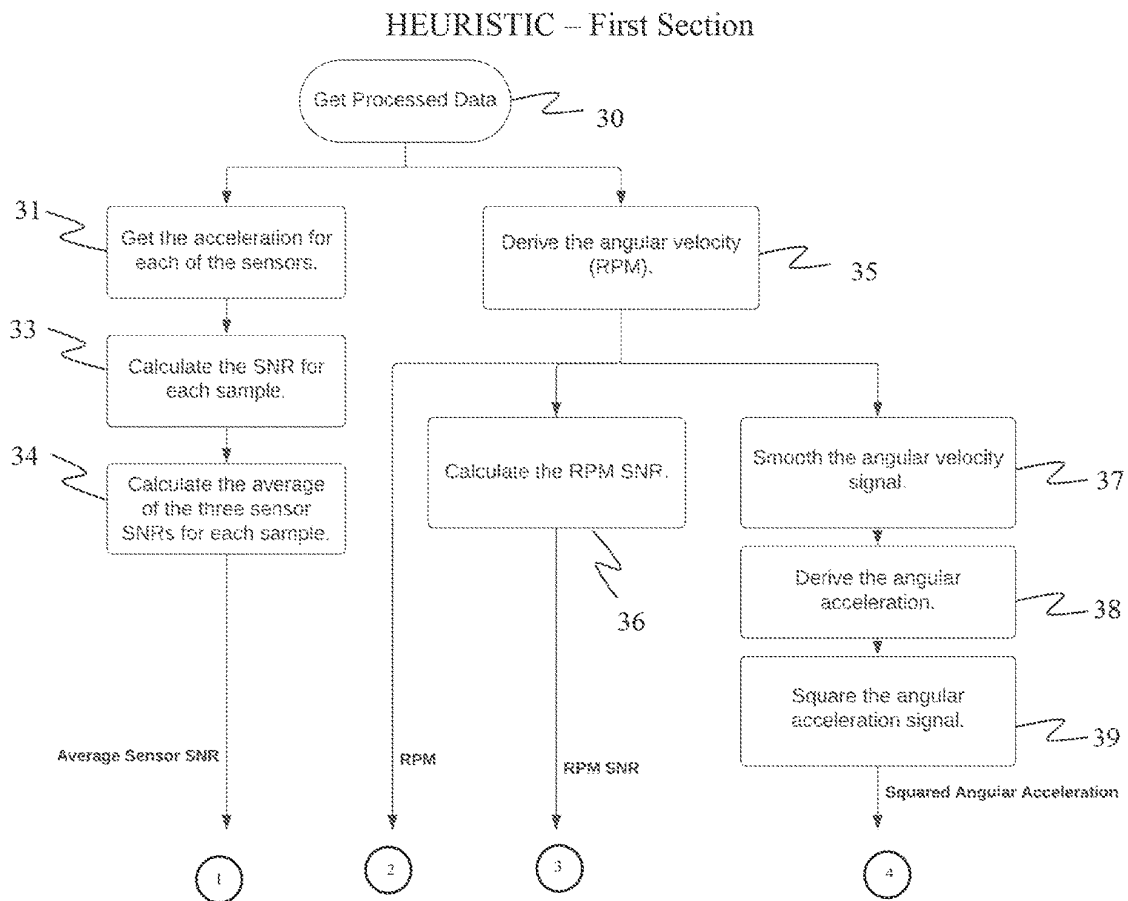 HEURISTIC – First Section
Get Processed Data
30
31
Get the acceleration for
each of the sensors.
Derive the angular velocity
(RPM).
35
33
Calculate the SNR for
each sample.
34
Calculate the average
of the three sensor
SNRs for each sample.
Calculate the RPM SNR.
36
Smooth the angular velocity
signal.
37
Derive the angular
acceleration.
38
Square the angular
acceleration signal.
39
Average Sensor SNR
RPM
RPM SNR
Squared Angular Acceleration
1
2
3
4